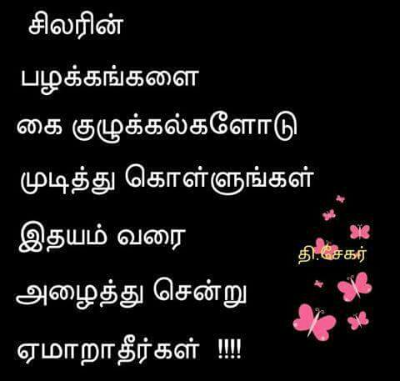 சிலரின்
பழக்கங்களை
கை குழுக்கல்களோடு
முடித்து கொள்ளுங்கள்
இதயம் வரை
தி.சேகர்
அழைத்து சென்று
ஏமாறாதீர்கள் !!!!